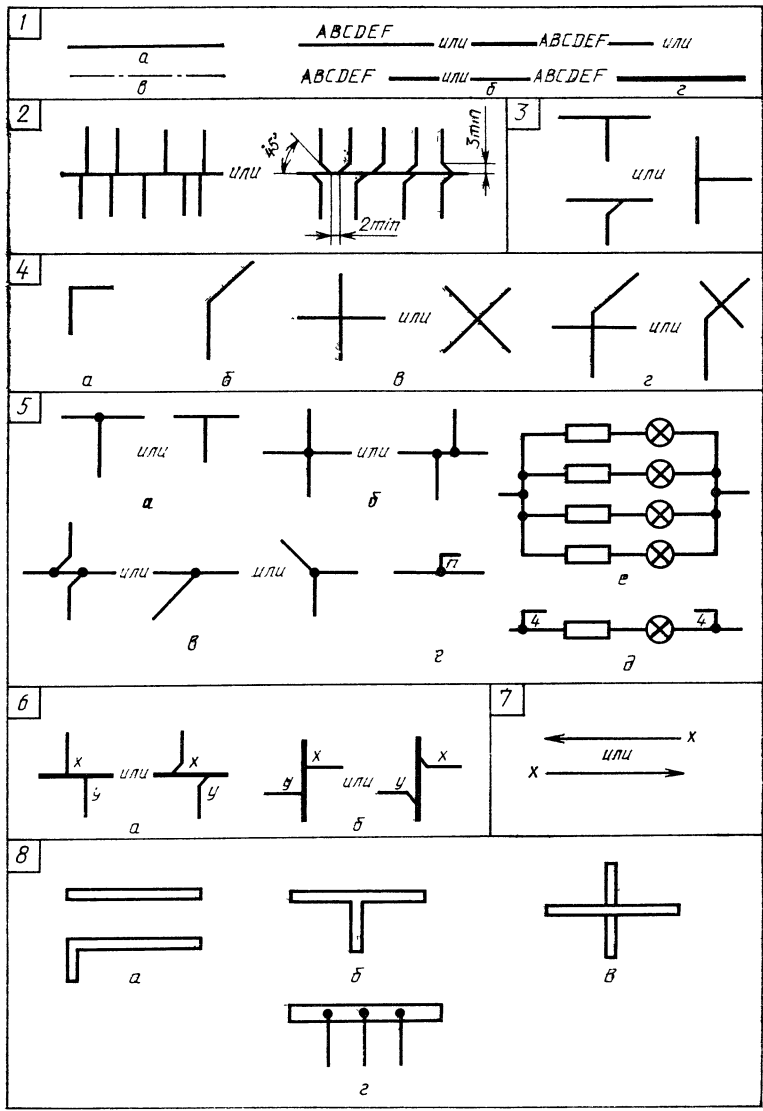 1
ABCDEF или ABCDEF или
а
ABCDEF или ABCDEF
в б г
2
или
45°
3min
2min
3
или
4
или
или
а б в г
5
или
или
а б
или
или
n
в г
е
4 4
д
6
x или x
y y
а
x или x
y y
б
7
x
или
x
8
а б в
г